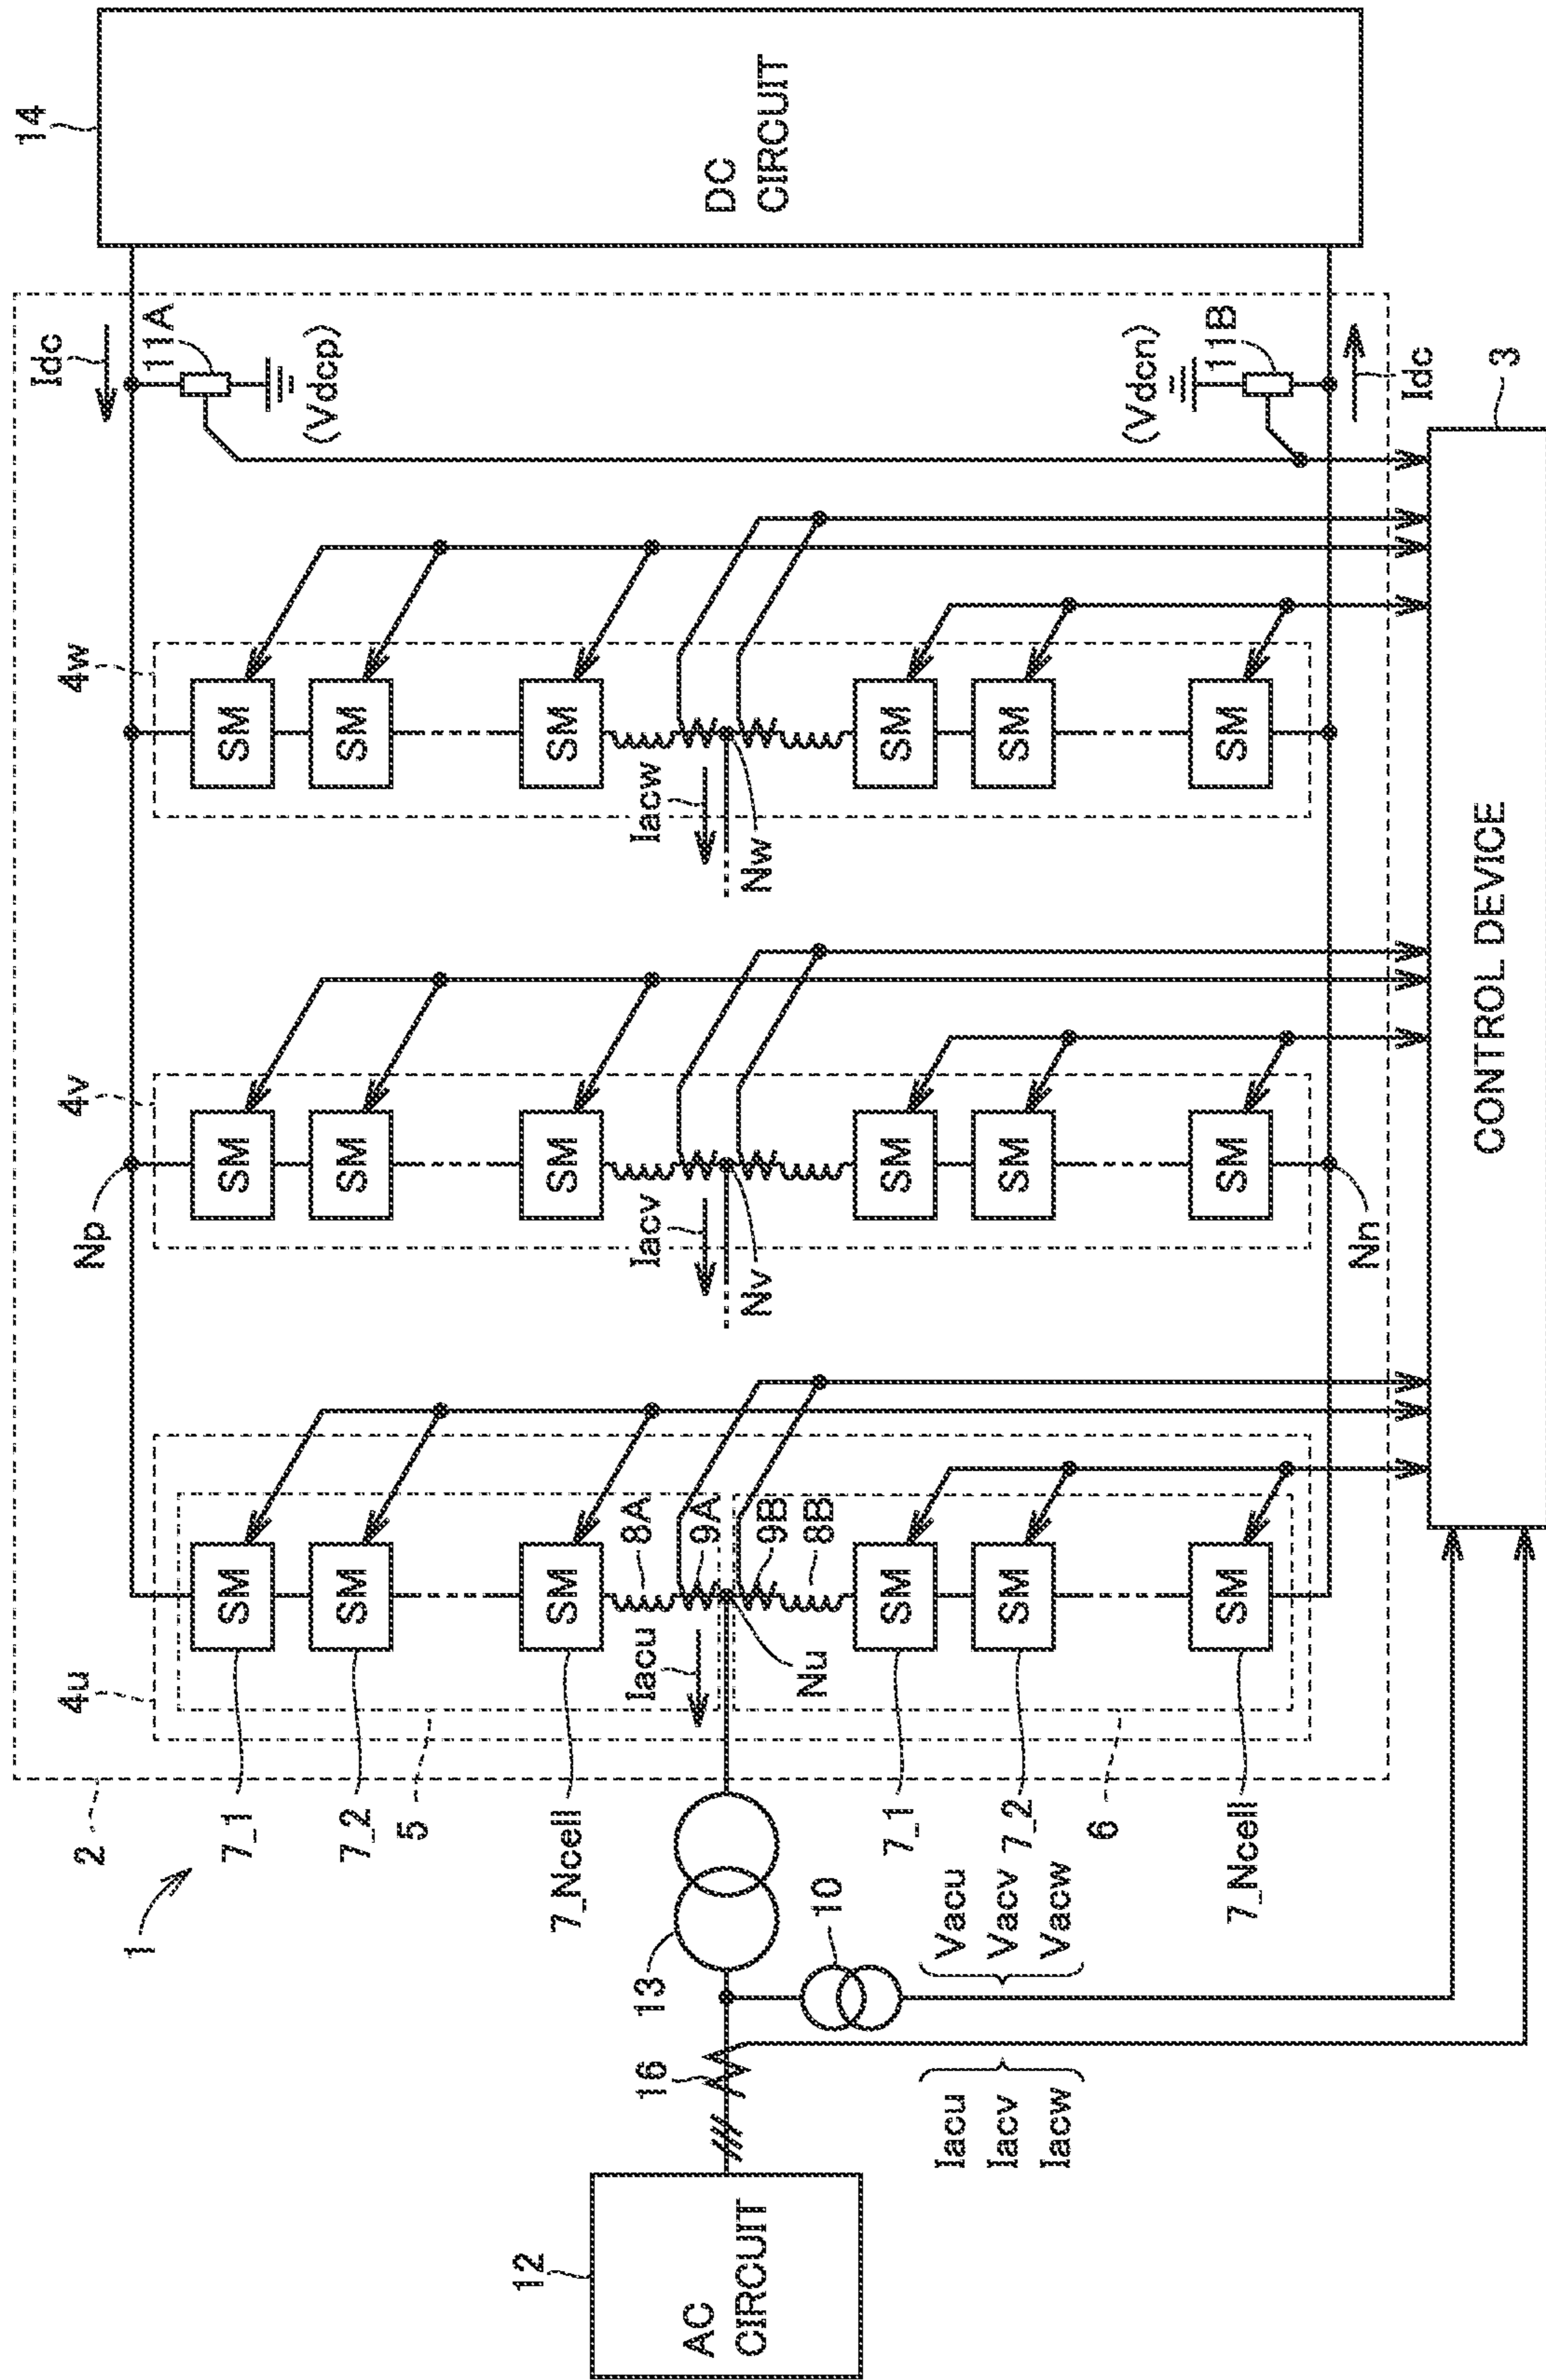 1
2
Np
4u
4v
4w
Idc
14
7_1
SM
SM
SM
11A
7_2
SM
SM
SM
(Vdcp)
5
7_Ncell
SM
SM
SM
8A
13
Iacu
9A
Iacv
Iacw
12
AC
CIRCUIT
16
DC
CIRCUIT
Nu
9B
Nv
Nw
10
8B
7_1
SM
SM
SM
Iacu
Iacv
Iacw
Vacu
Vacv
Vacw
7_2
SM
SM
SM
6
(Vdcn)
7_Ncell
SM
SM
SM
11B
Nn
Idc
CONTROL DEVICE
3